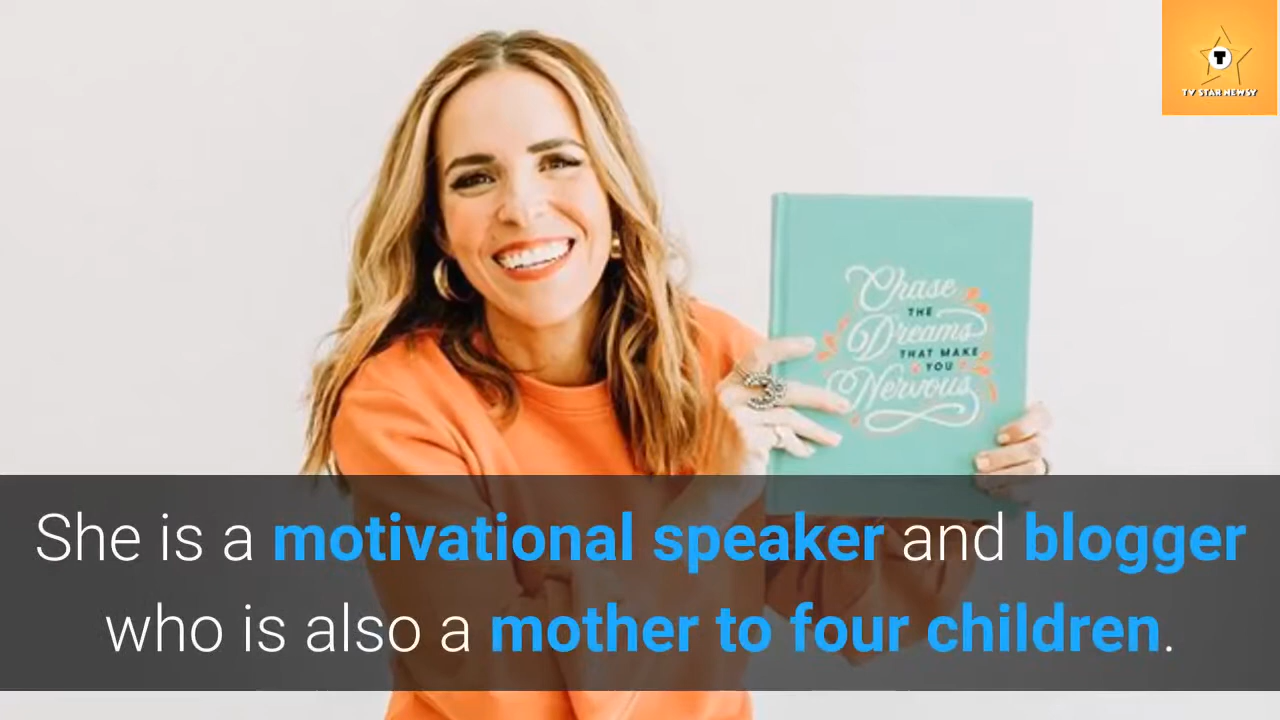 TV STAR NEWSY
Chase
THE
Dreams
THAT MAKE
YOU
Nervous
She is a motivational speaker and blogger
who is also a mother to four children.